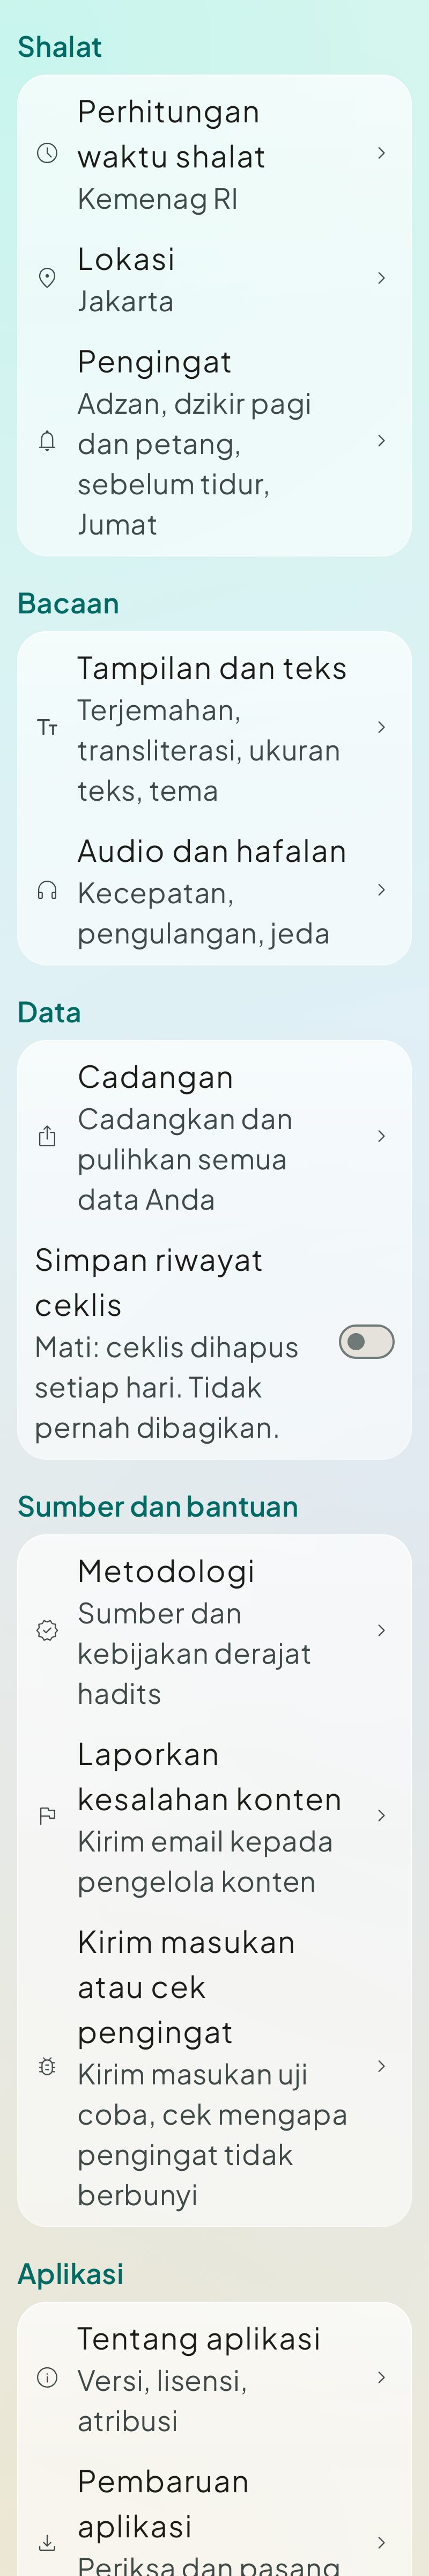 Shalat
Perhitungan
waktu shalat
Kemenag RI
Lokasi
Jakarta
Pengingat
Adzan, dzikir pagi
dan petang,
sebelum tidur,
Jumat
Bacaan
Tampilan dan teks
Terjemahan,
transliterasi, ukuran
teks, tema
Audio dan hafalan
Kecepatan,
pengulangan, jeda
Data
Cadangan
Cadangkan dan
pulihkan semua
data Anda
Simpan riwayat
ceklis
Mati: ceklis dihapus
setiap hari. Tidak
pernah dibagikan.
Sumber dan bantuan
Metodologi
Sumber dan
kebijakan derajat
hadits
Laporkan
kesalahan konten
Kirim email kepada
pengelola konten
Kirim masukan
atau cek
pengingat
Kirim masukan uji
coba, cek mengapa
pengingat tidak
berbunyi
Aplikasi
Tentang aplikasi
Versi, lisensi,
atribusi
Pembaruan
aplikasi
Periksa dan pasang